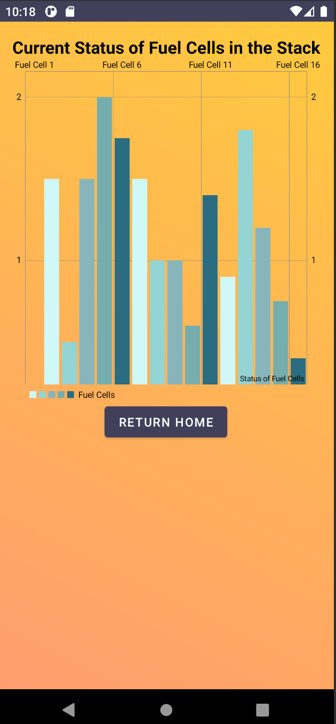 10:18
Current Status of Fuel Cells in the Stack
Fuel Cell 1 Fuel Cell 6 Fuel Cell 11 Fuel Cell 16
2 2
1 1
Status of Fuel Cells
Fuel Cells
RETURN HOME